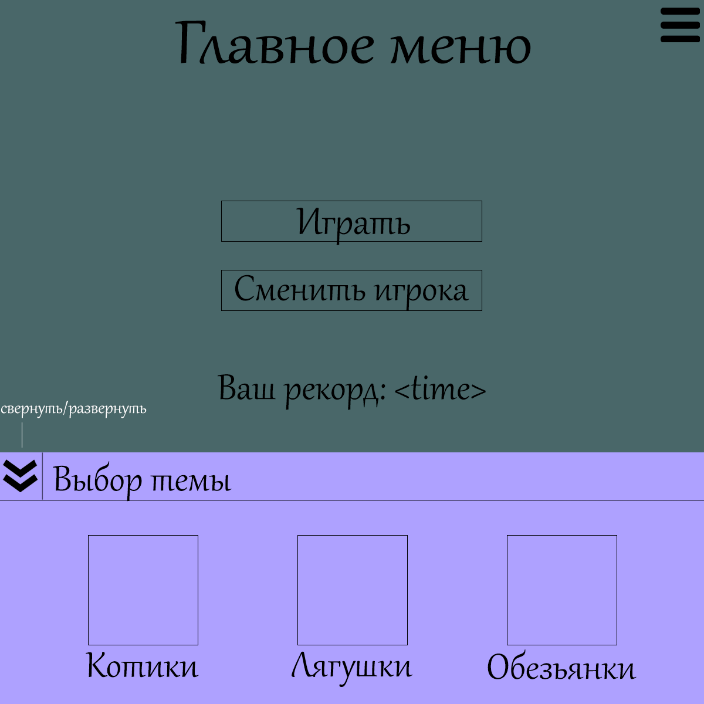 Главное меню
Играть
Сменить игрока
Ваш рекорд: <time>
свернуть/развернуть
Выбор темы
Котики
Лягушки
Обезьянки